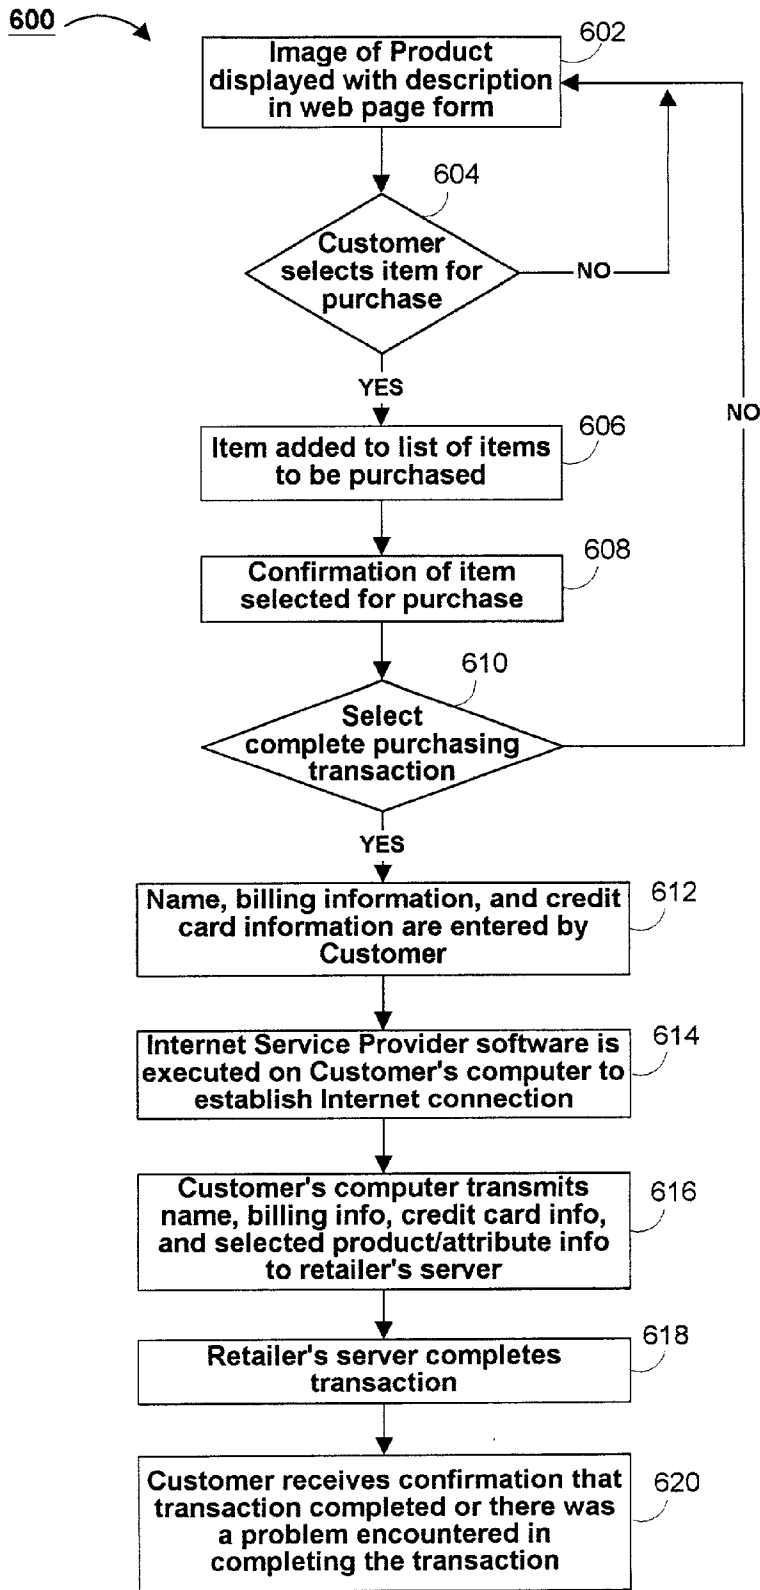 600
602
Image of Product
displayed with description
in web page form
604
Customer
selects item for
purchase
NO
YES
NO
606
Item added to list of items
to be purchased
608
Confirmation of item
selected for purchase
610
Select
complete purchasing
transaction
YES
612
Name, billing information, and credit
card information are entered by
Customer
614
Internet Service Provider software is
executed on Customer's computer to
establish Internet connection
616
Customer's computer transmits
name, billing info, credit card info,
and selected product/attribute info
to retailer's server
618
Retailer's server completes
transaction
620
Customer receives confirmation that
transaction completed or there was
a problem encountered in
completing the transaction